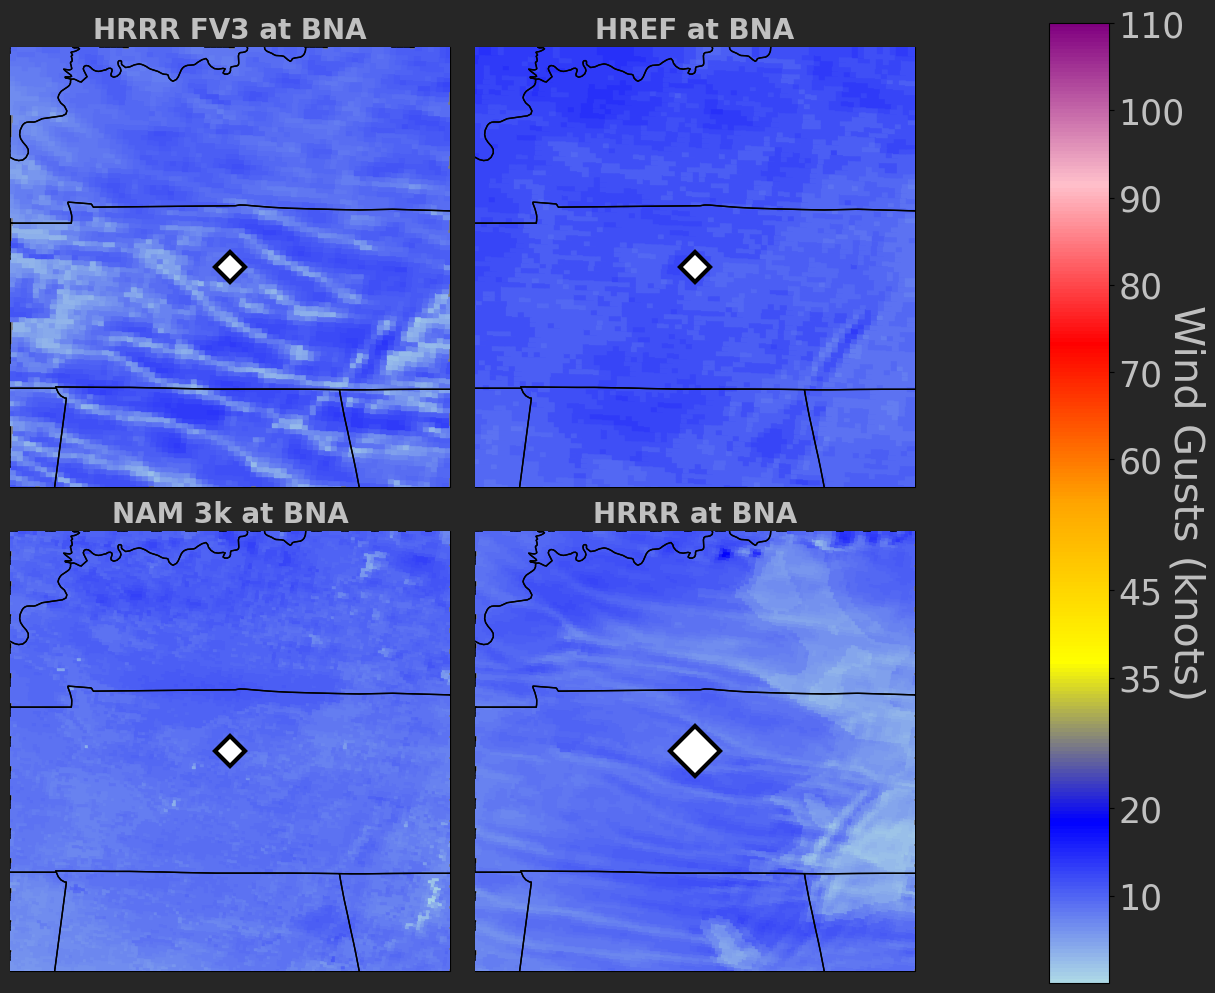 HRRR FV3 at BNA
HREF at BNA
NAM 3k at BNA
HRRR at BNA
110
100
90
80
70
60
45
35
20
10
Wind Gusts (knots)